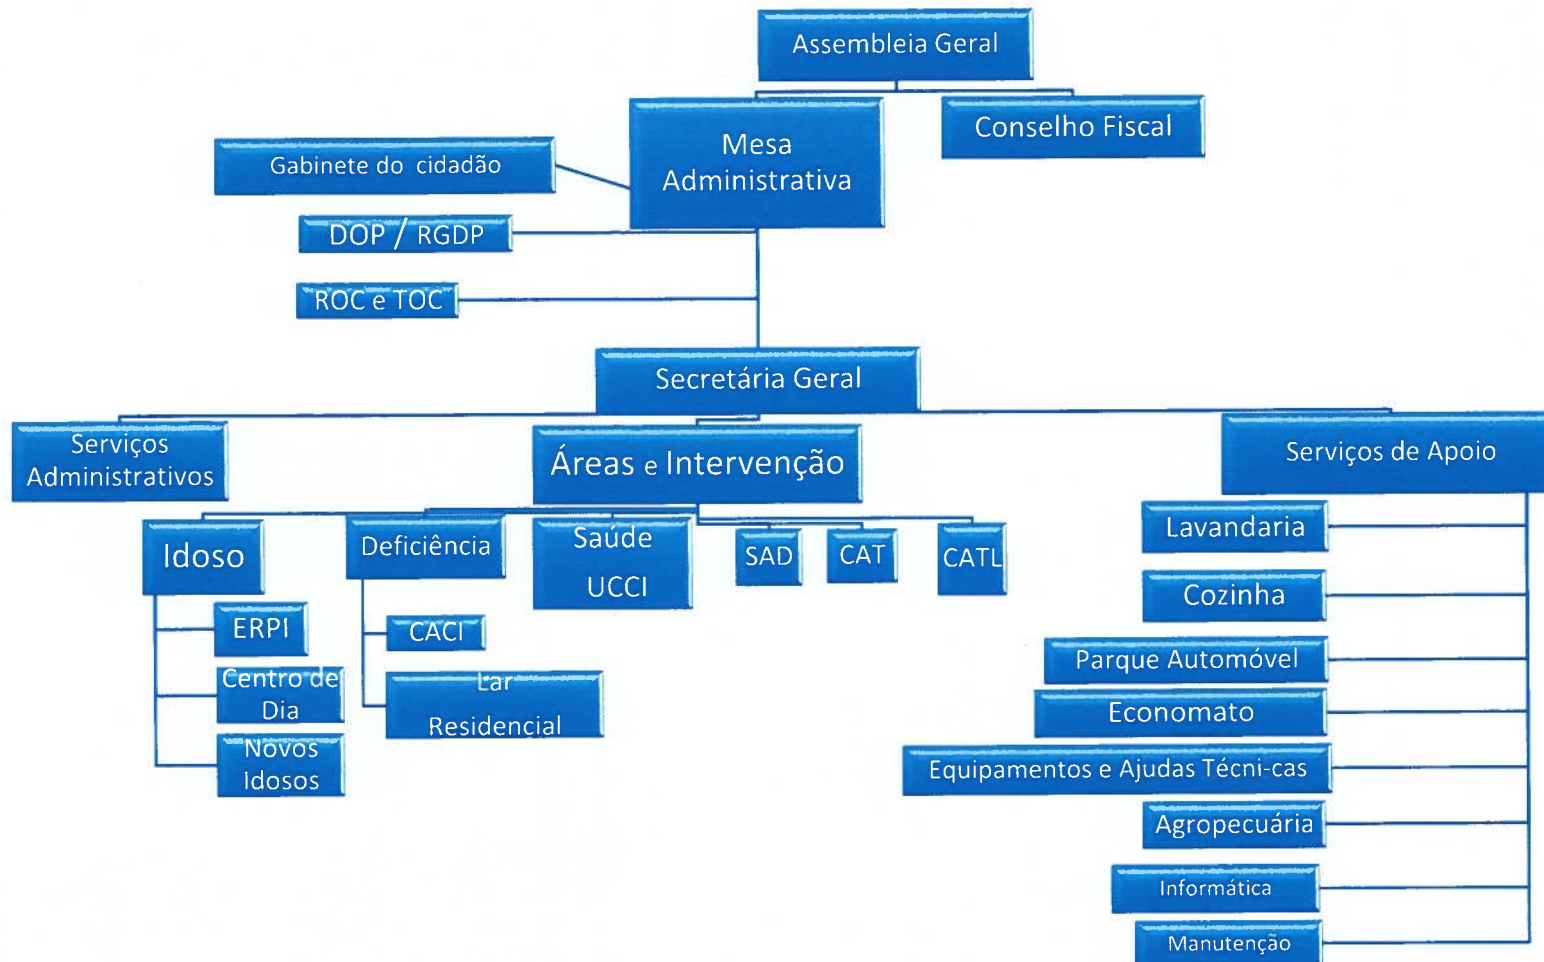 Assembleia Geral
Mesa
Administrativa
Conselho Fiscal
Gabinete do cidadão
DOP / RGDP
ROC e TOC
Secretária Geral
Serviços
Administrativos
Áreas e Intervenção
Serviços de Apoio
Idoso
Deficiência
Saúde
UCCI
SAD
CAT
CATL
ERPI
Centro de
Dia
Novos
Idosos
CACI
Lar
Residencial
Lavandaria
Cozinha
Parque Automóvel
Economato
Equipamentos e Ajudas Técni-cas
Agropecuária
Informática
Manutenção